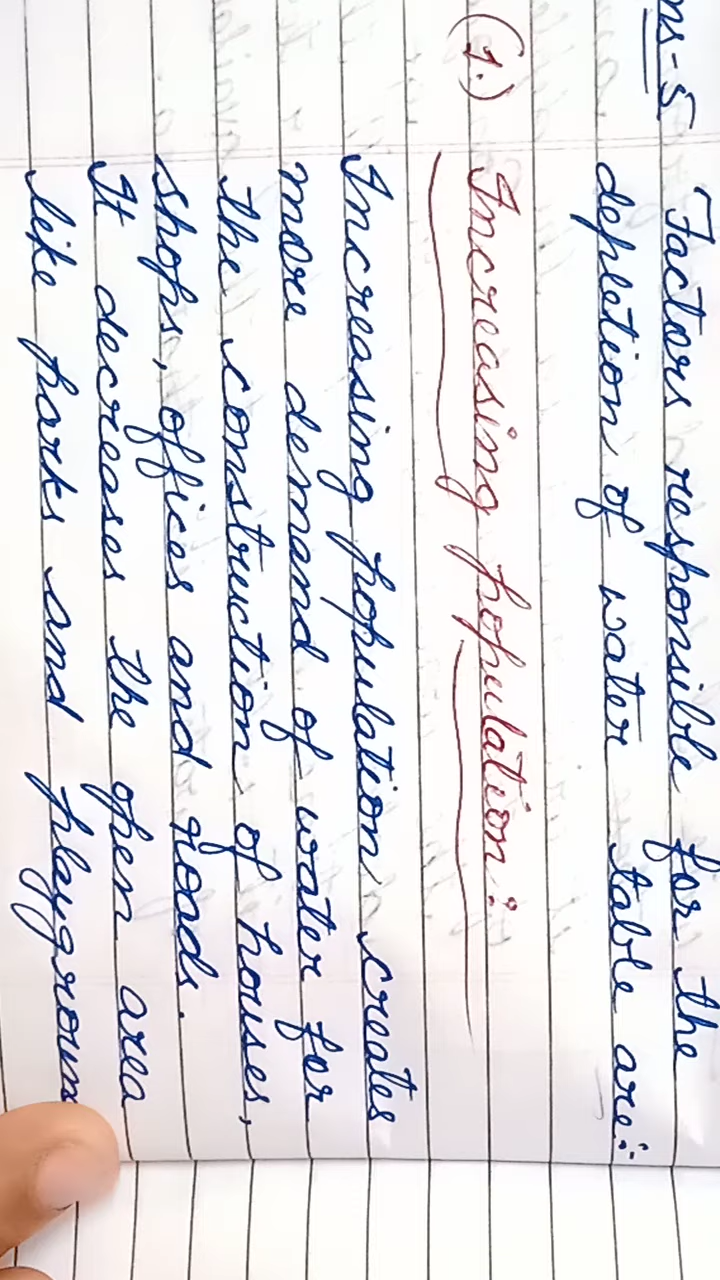 ns-5 Factors responsible for the
depletion of water table are:
(1.) Increasing population:
Increasing population creates
more demand of water for
the construction of houses,
shops, offices and roads.
It decreases the open area
like parks and playgroun